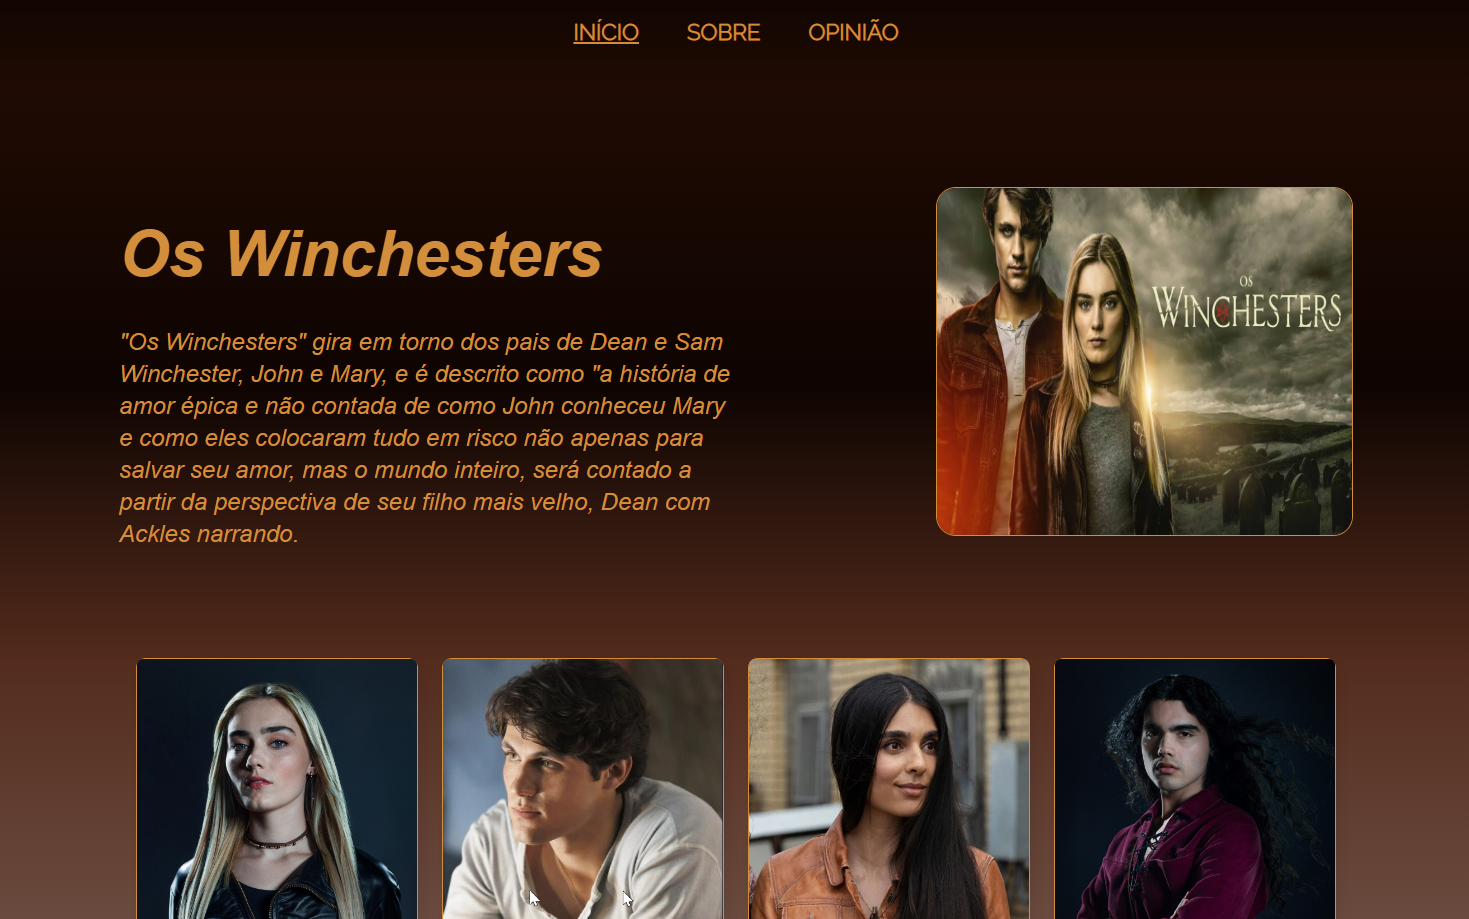 INÍCIO SOBRE OPINIÃO
Os Winchesters
"Os Winchesters" gira em torno dos pais de Dean e Sam
Winchester, John e Mary, e é descrito como "a história de
amor épica e não contada de como John conheceu Mary
e como eles colocaram tudo em risco não apenas para
salvar seu amor, mas o mundo inteiro, será contado a
partir da perspectiva de seu filho mais velho, Dean com
Ackles narrando.
OS
WINCHESTERS